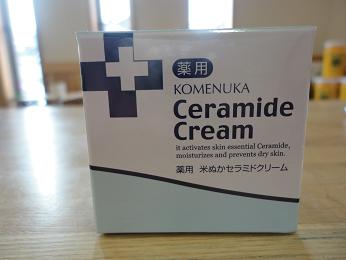 薬用
KOMENUKA
Ceramide
Cream
it activates skin essential Ceramide,
moisturizes and prevents dry skin.
薬用 米ぬかセラミドクリーム